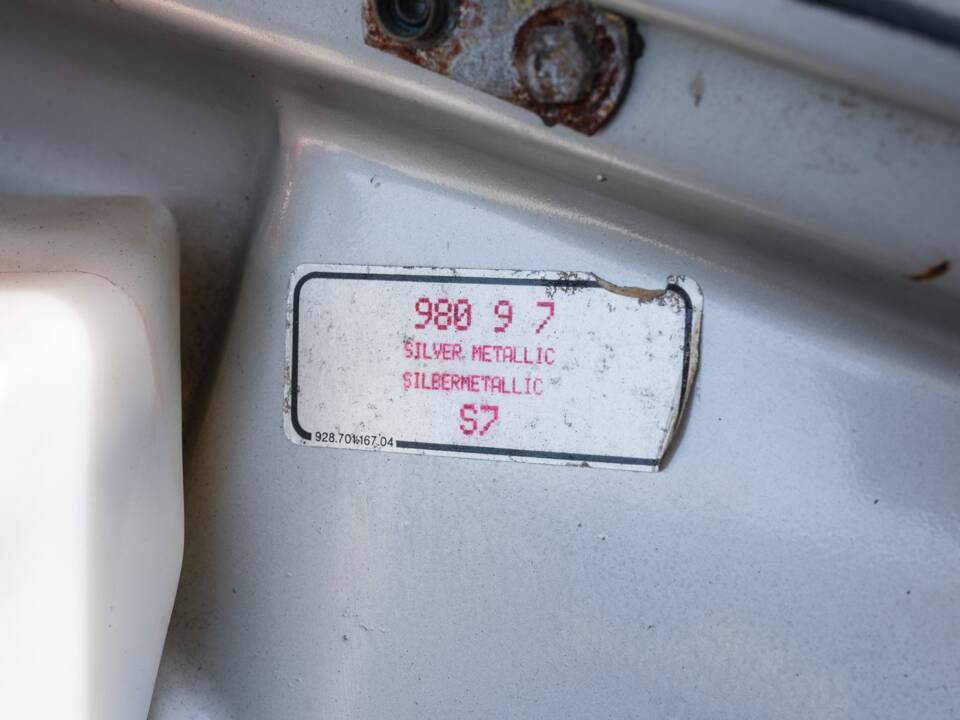 980 9 7
SILVER METALLIC
SILBERMETALLIC
S7
928.701.167.04